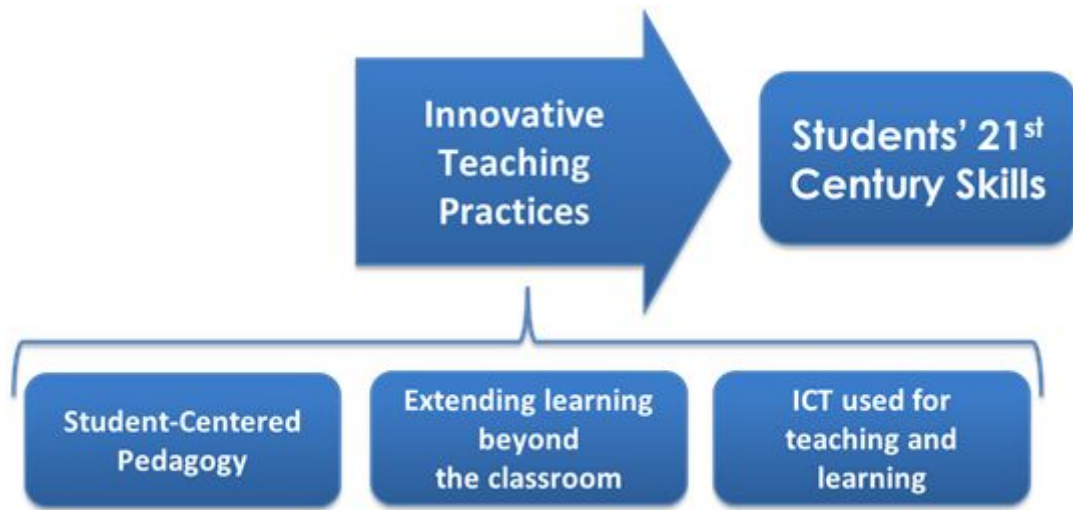 Innovative
Teaching
Practices
Students’ 21st
Century Skills
Student-Centered
Pedagogy
Extending learning
beyond
the classroom
ICT used for
teaching and
learning